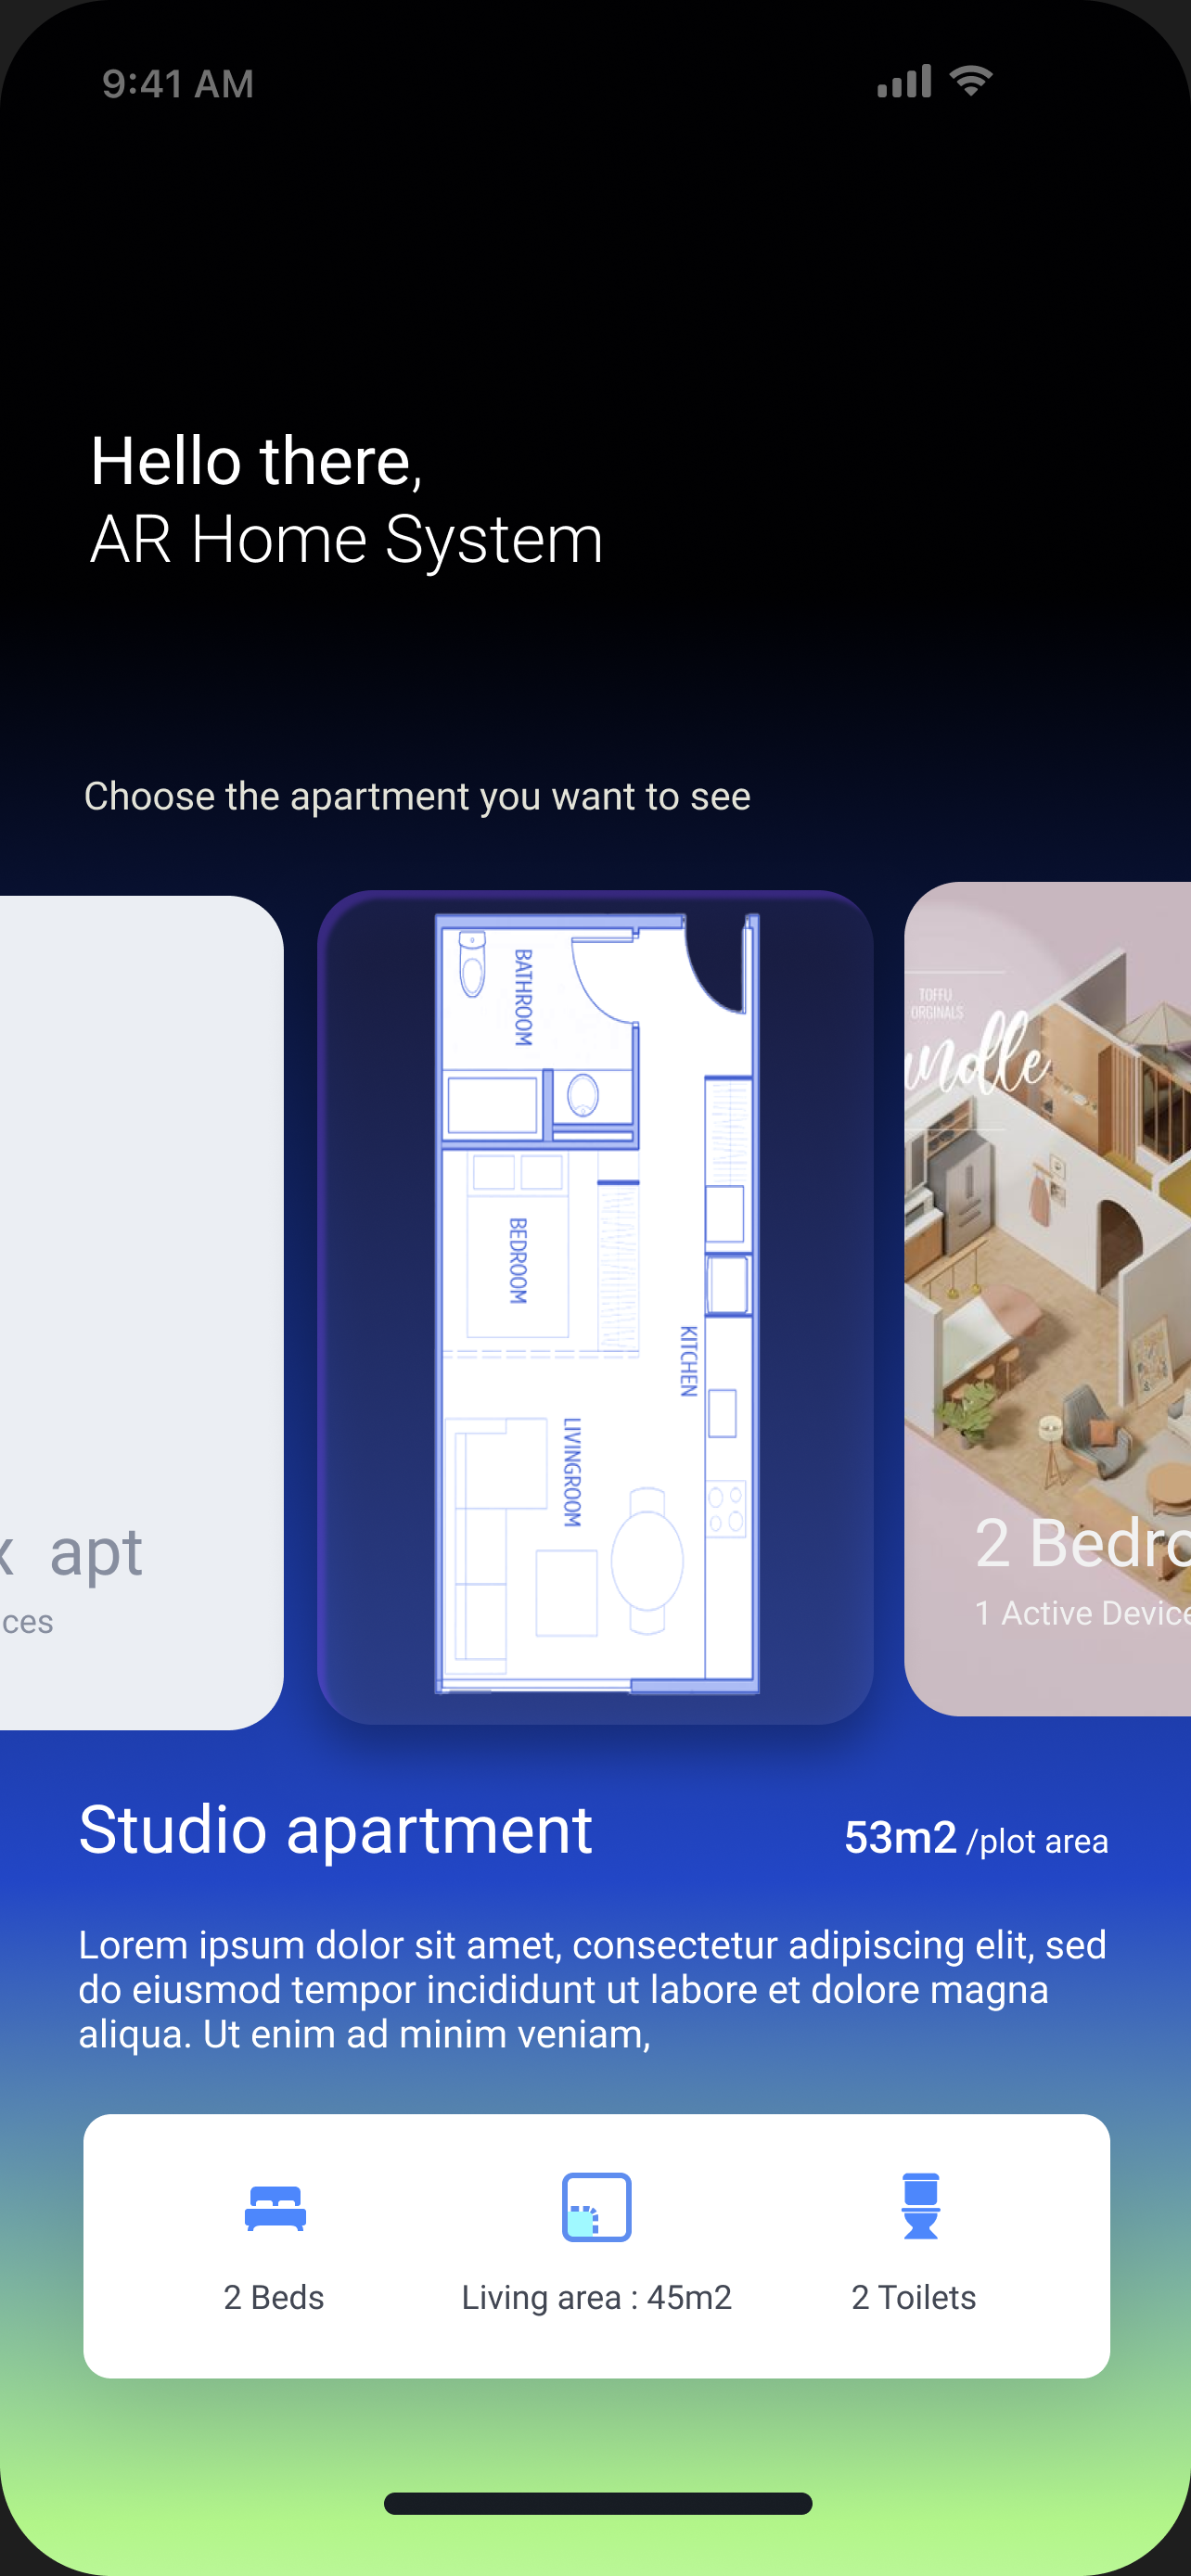 9:41 AM
Hello there,
AR Home System
Choose the apartment you want to see
apt
BATHROOM
BEDROOM
KITCHEN
LIVINGROOM
TOFFU
ORGINALS
2 Bedro
1 Active Device
Studio apartment
53m2 /plot area
Lorem ipsum dolor sit amet, consectetur adipiscing elit, sed
do eiusmod tempor incididunt ut labore et dolore magna
aliqua. Ut enim ad minim veniam,
2 Beds
Living area : 45m2
2 Toilets